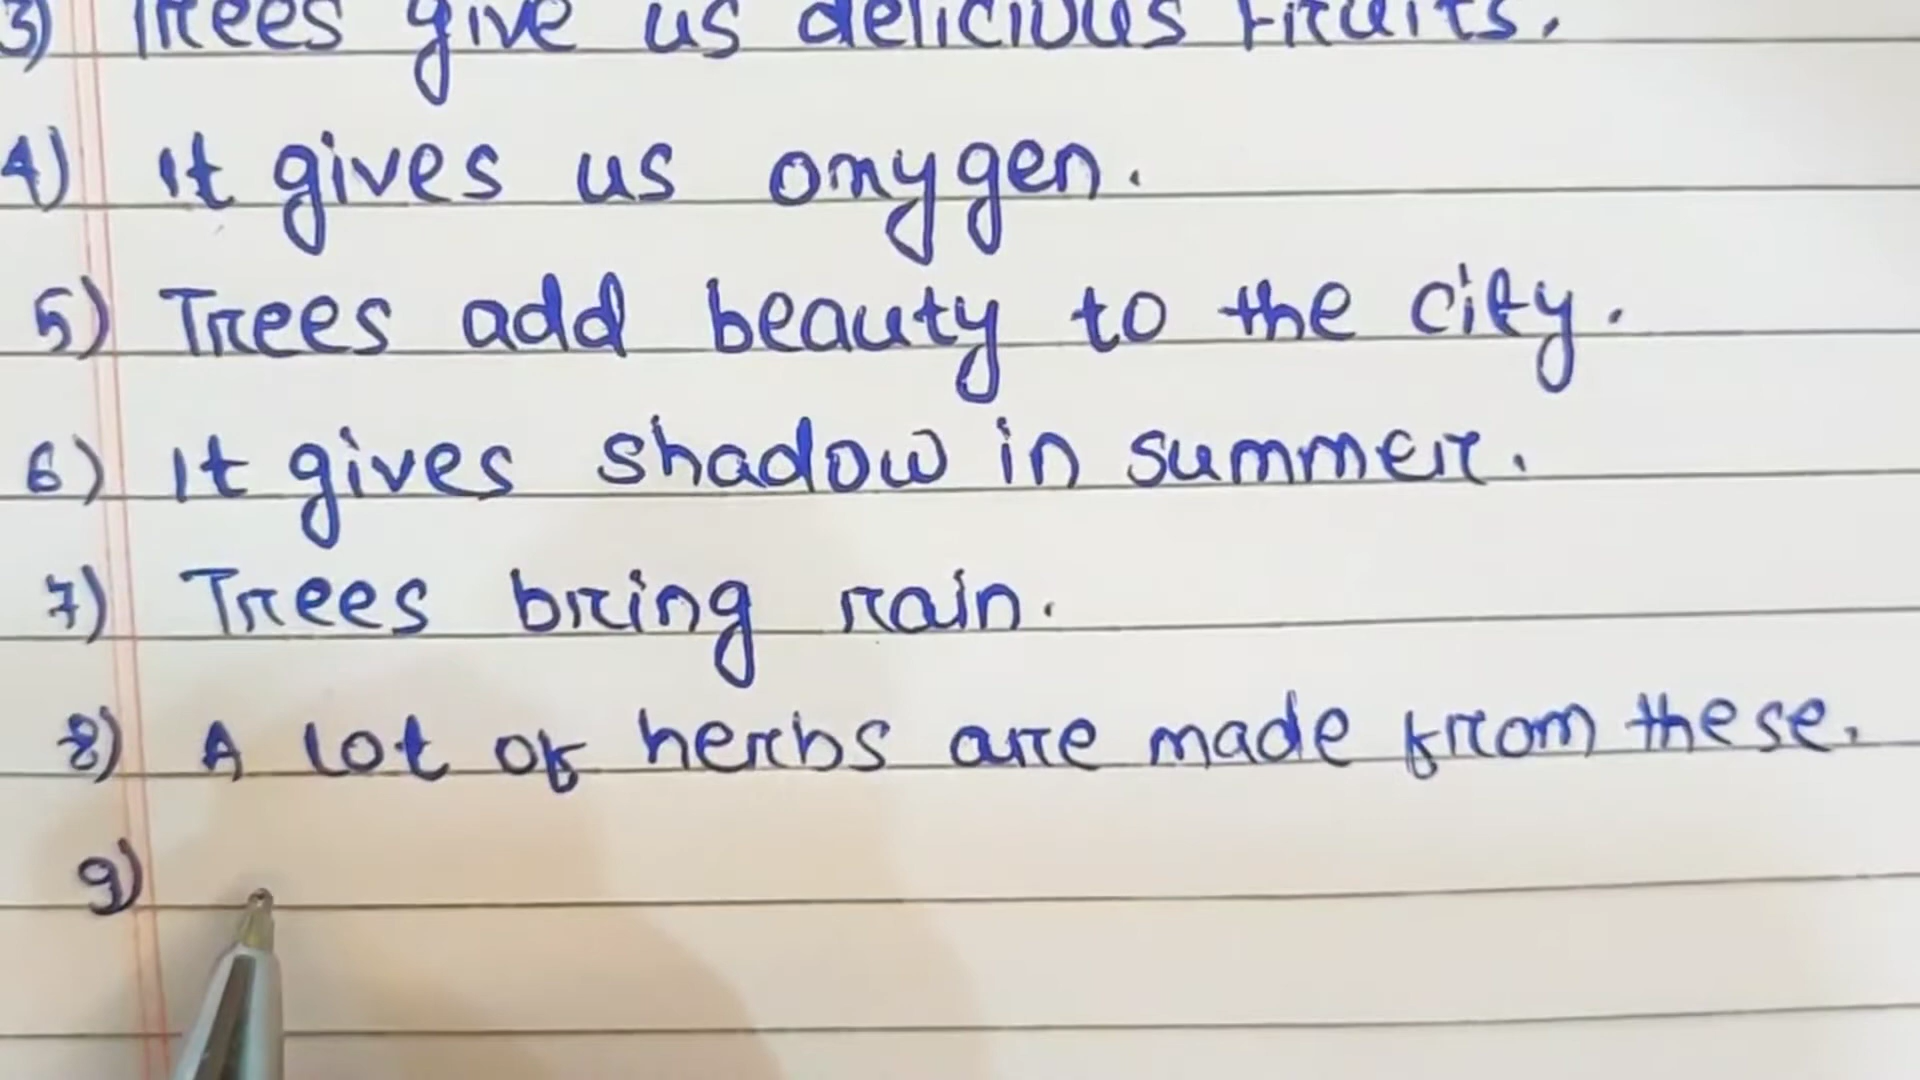 3) Trees give us delicious fruits.
4) It gives us oxygen.
5) Trees add beauty to the city.
6) It gives shadow in summer.
7) Trees bring rain.
8) A lot of herbs are made from these.
9)